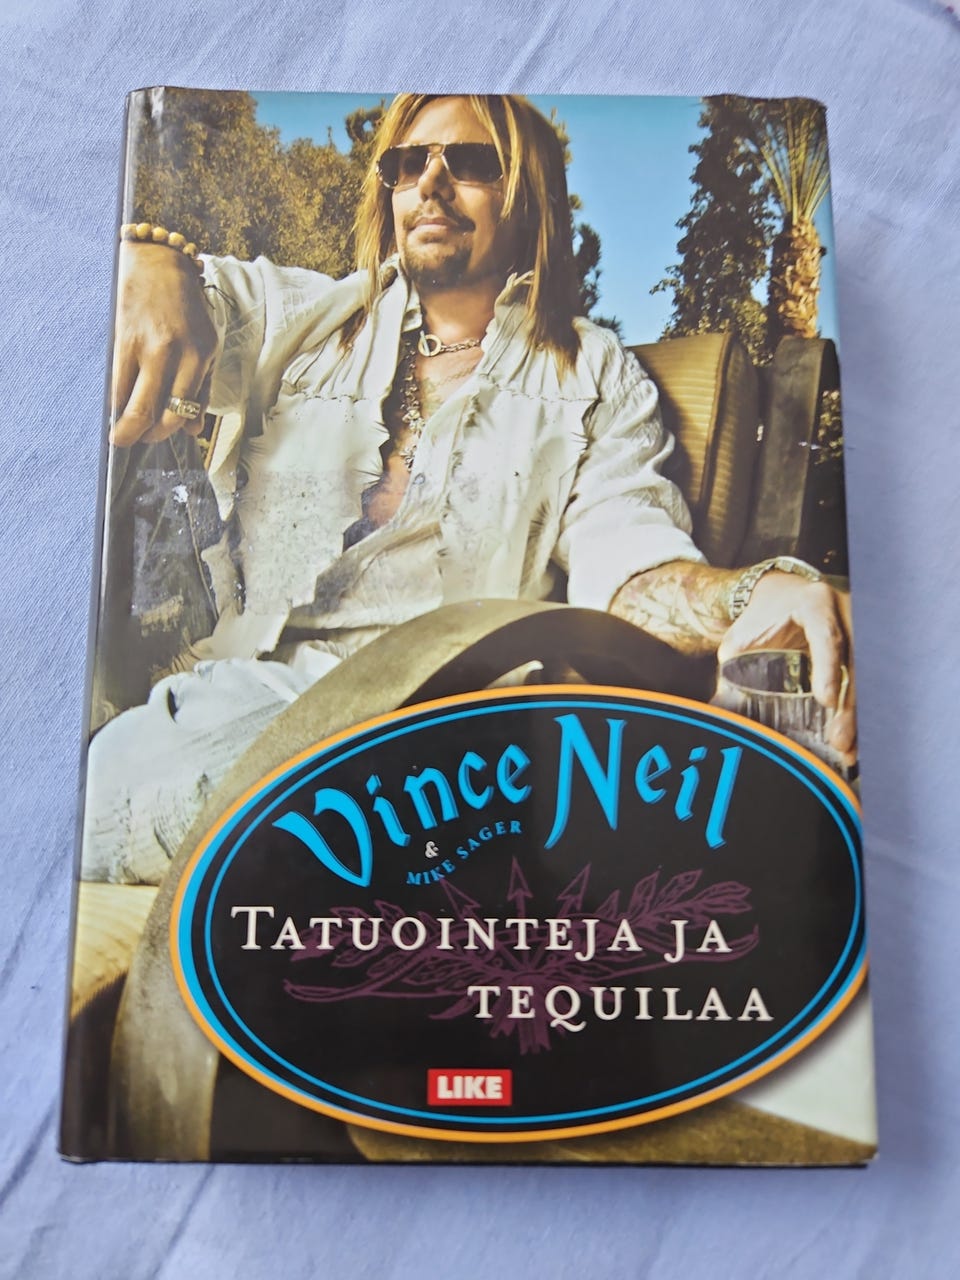 Vince Neil
& MIKE SAGER
TATUOINTEJA JA
TEQUILAA
LIKE